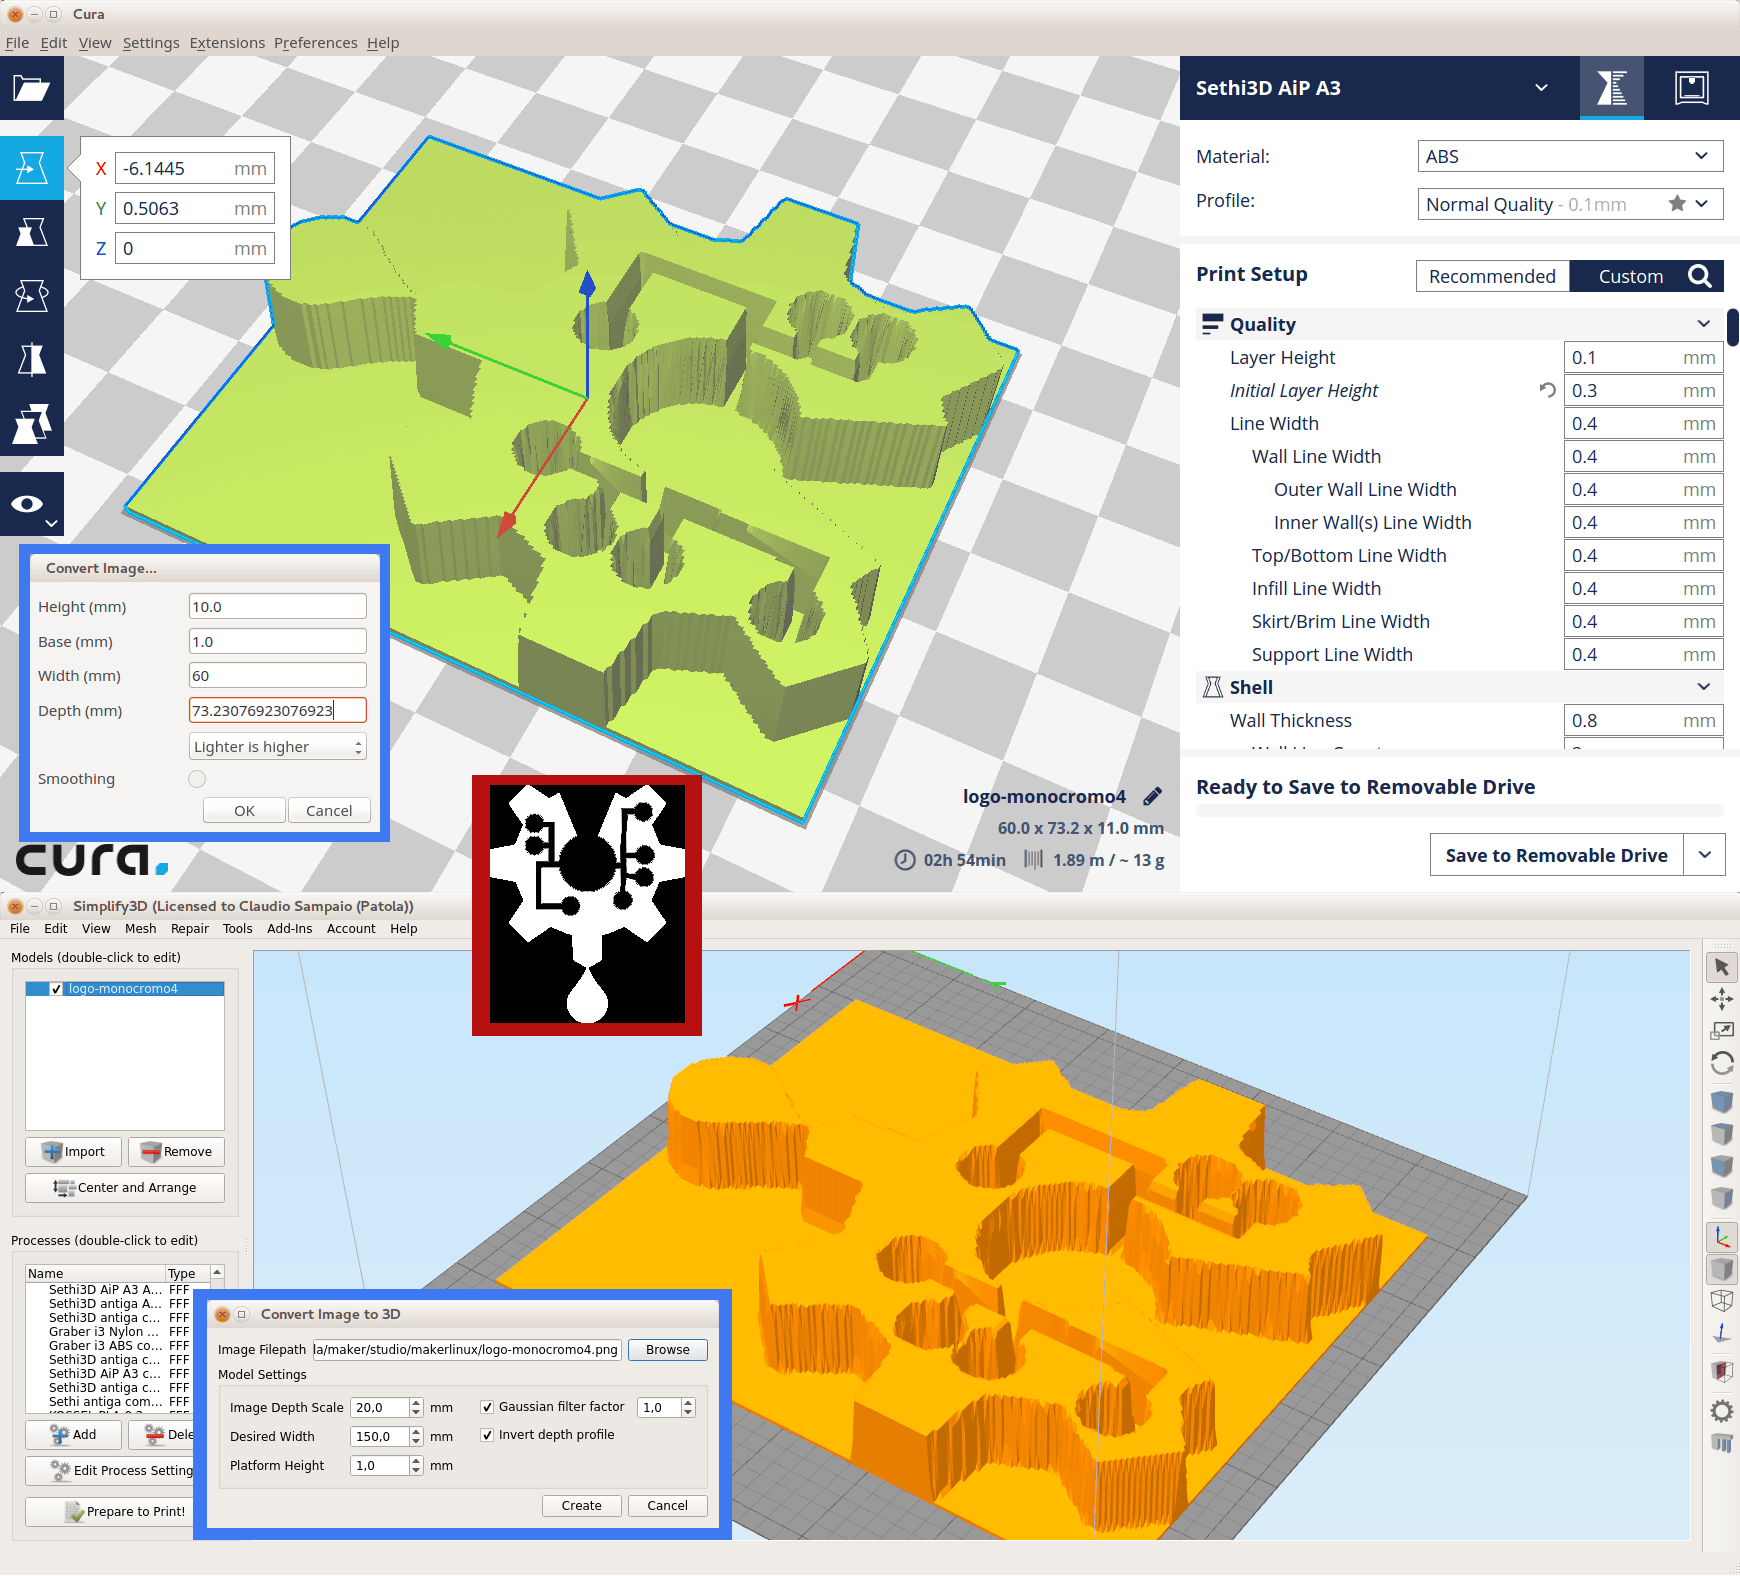 Cura
File Edit View Settings Extensions Preferences Help
X -6.1445 mm
Y 0.5063 mm
Z 0 mm
Sethi3D AiP A3
Material: ABS
Profile: Normal Quality - 0.1mm
Print Setup Recommended Custom
Quality
Layer Height 0.1 mm
Initial Layer Height 0.3 mm
Line Width 0.4 mm
Wall Line Width 0.4 mm
Outer Wall Line Width 0.4 mm
Inner Wall(s) Line Width 0.4 mm
Top/Bottom Line Width 0.4 mm
Infill Line Width 0.4 mm
Skirt/Brim Line Width 0.4 mm
Support Line Width 0.4 mm
Shell
Wall Thickness 0.8 mm
Ready to Save to Removable Drive
Save to Removable Drive
Convert Image...
Height (mm) 10.0
Base (mm) 1.0
Width (mm) 60
Depth (mm) 73.23076923076923
Lighter is higher
Smoothing
OK Cancel
cura.
logo-monocromo4
60.0 x 73.2 x 11.0 mm
02h 54min 1.89 m / ~ 13 g
Simplify3D (Licensed to Claudio Sampaio (Patola))
File Edit View Mesh Repair Tools Add-Ins Account Help
Models (double-click to edit)
logo-monocromo4
Import Remove
Center and Arrange
Processes (double-click to edit)
Name Type
Sethi3D AiP A3 A... FFF
Sethi3D antiga A... FFF
Sethi3D antiga c... FFF
Graber i3 Nylon ... FFF
Graber i3 ABS co... FFF
Sethi3D antiga c... FFF
Sethi3D AiP A3 c... FFF
Sethi3D antiga c... FFF
Sethi antiga com... FFF
Add Dele
Edit Process Setting
Prepare to Print!
Convert Image to 3D
Image Filepath la/maker/studio/makerlinux/logo-monocromo4.png Browse
Model Settings
Image Depth Scale 20,0 mm Gaussian filter factor 1,0
Desired Width 150,0 mm Invert depth profile
Platform Height 1,0 mm
Create Cancel